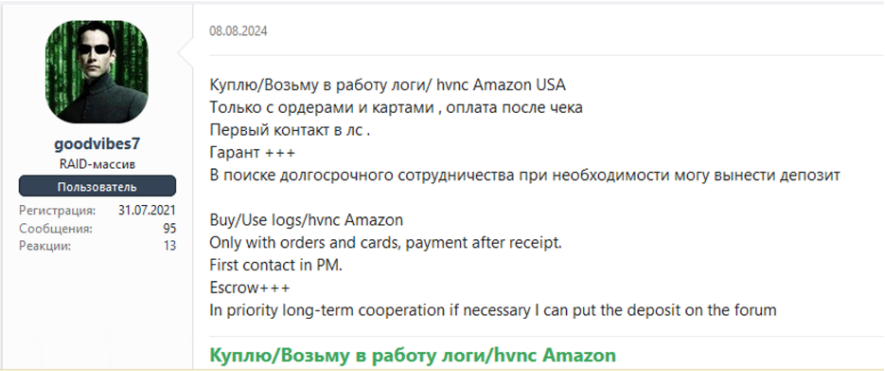 08.08.2024
goodvibes7
RAID-массив
Пользователь
Регистрация: 31.07.2021
Сообщения: 95
Реакции: 13
Куплю/Возьму в работу логи/ hvnc Amazon USA
Только с ордерами и картами , оплата после чека
Первый контакт в лс .
Гарант +++
В поиске долгосрочного сотрудничества при необходимости могу вынести депозит
Buy/Use logs/hvnc Amazon
Only with orders and cards, payment after receipt.
First contact in PM.
Escrow+++
In priority long-term cooperation if necessary I can put the deposit on the forum
Куплю/Возьму в работу логи/hvnc Amazon